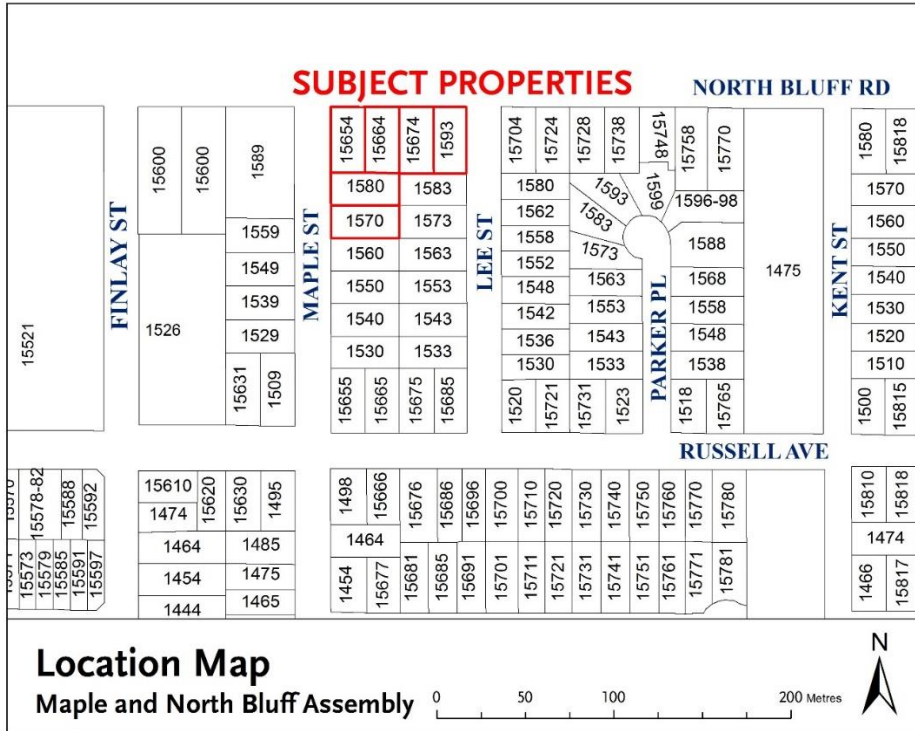 SUBJECT PROPERTIES
NORTH BLUFF RD
15654 15664 15674 1593
15600 15600 1589
15704 15724 15728 15738 15748 15758 15770
1580 15818
1580 1583
1580 1593 1599 1596-98
1570
1570 1573
1562 1583
1560
1559
1558 1573 1588
1550
1560 1563
1552 1563 1568
1540
1549
1550 1553
1548 1553 1558
1530
1539
1540 1543
1542 1543 1548
1520
1529
1530 1533
1536 1533 1538
1510
1530
15521
FINLAY ST
1526
MAPLE ST
LEE ST
PARKER PL
1475
KENT ST
15631 1509
15655 15665 15675 15685
1520 15721 15731 1523
1518 15765
1500 15815
RUSSELL AVE
15578-82 15588 15592
15610 15620 15630 1495
1474
1498 15666 15676 15686 15696 15700 15710 15720 15730 15740 15750 15760 15770 15780
15810 15818
1464 1485
1464
1474
15573 15579 15585 15591 15597
1454 1475
1444 1465
1454 15677 15681 15685 15691 15701 15711 15721 15731 15741 15751 15761 15771 15781
1466 15817
Location Map
Maple and North Bluff Assembly
0 50 100 200 Metres
N